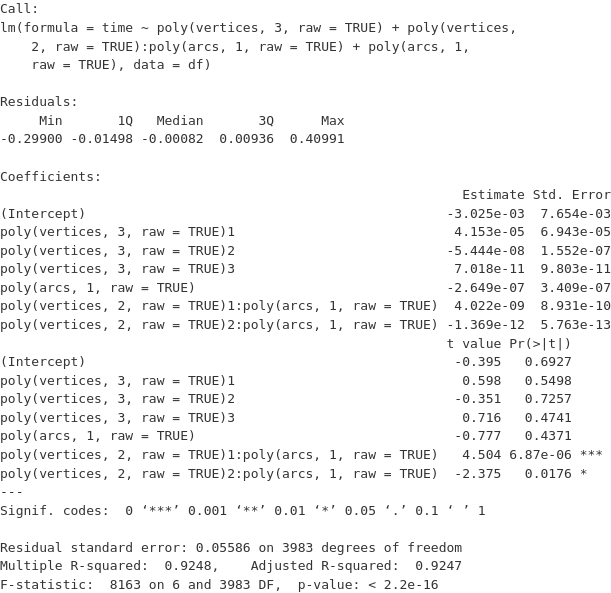 Call:
lm(formula = time ~ poly(vertices, 3, raw = TRUE) + poly(vertices,
    2, raw = TRUE):poly(arcs, 1, raw = TRUE) + poly(arcs, 1,
    raw = TRUE), data = df)

Residuals:
     Min       1Q   Median       3Q      Max
-0.29900 -0.01498 -0.00082  0.00936  0.40991

Coefficients:
                                                           Estimate Std. Error
(Intercept)                                              -3.025e-03  7.654e-03
poly(vertices, 3, raw = TRUE)1                            4.153e-05  6.943e-05
poly(vertices, 3, raw = TRUE)2                           -5.444e-08  1.552e-07
poly(vertices, 3, raw = TRUE)3                            7.018e-11  9.803e-11
poly(arcs, 1, raw = TRUE)                                -2.649e-07  3.409e-07
poly(vertices, 2, raw = TRUE)1:poly(arcs, 1, raw = TRUE)  4.022e-09  8.931e-10
poly(vertices, 2, raw = TRUE)2:poly(arcs, 1, raw = TRUE) -1.369e-12  5.763e-13
                                                         t value Pr(>|t|)
(Intercept)                                               -0.395   0.6927
poly(vertices, 3, raw = TRUE)1                             0.598   0.5498
poly(vertices, 3, raw = TRUE)2                            -0.351   0.7257
poly(vertices, 3, raw = TRUE)3                             0.716   0.4741
poly(arcs, 1, raw = TRUE)                                 -0.777   0.4371
poly(vertices, 2, raw = TRUE)1:poly(arcs, 1, raw = TRUE)   4.504 6.87e-06 ***
poly(vertices, 2, raw = TRUE)2:poly(arcs, 1, raw = TRUE)  -2.375   0.0176 *
---
Signif. codes:  0 ‘***’ 0.001 ‘**’ 0.01 ‘*’ 0.05 ‘.’ 0.1 ‘ ’ 1

Residual standard error: 0.05586 on 3983 degrees of freedom
Multiple R-squared:  0.9248,    Adjusted R-squared:  0.9247
F-statistic:  8163 on 6 and 3983 DF,  p-value: < 2.2e-16